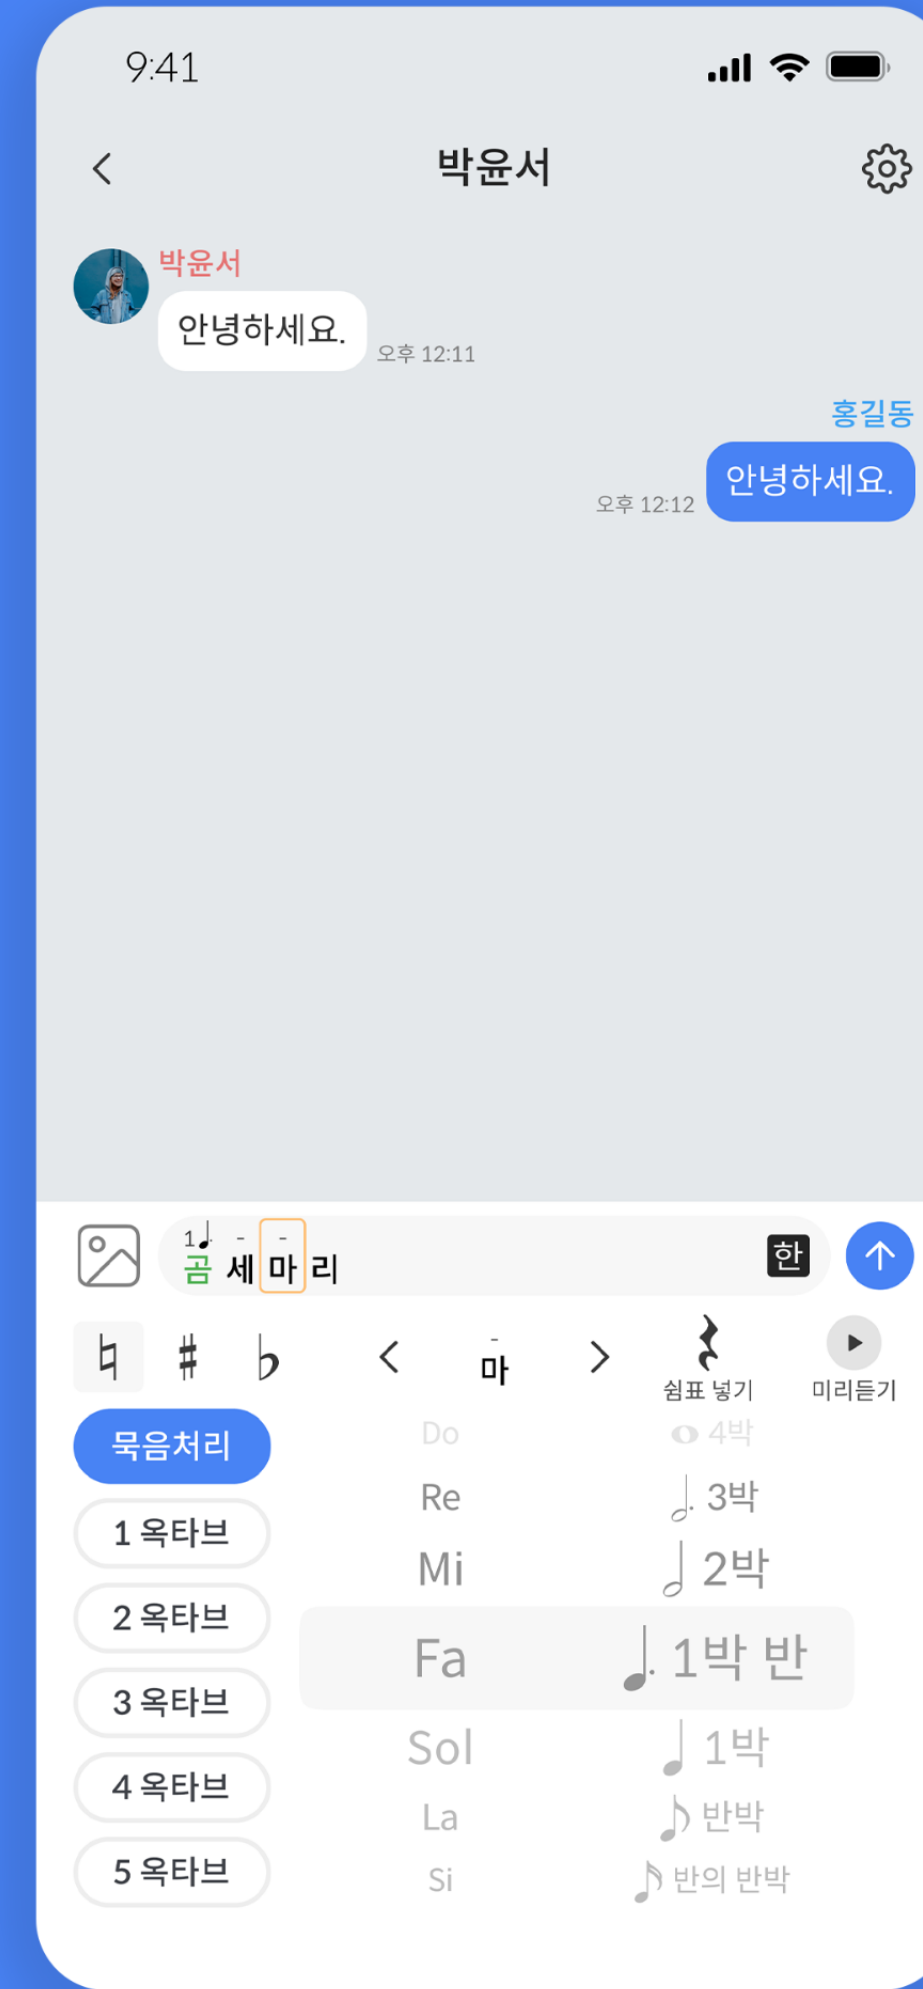 9:41
박윤서
박윤서
안녕하세요.
오후 12:11
홍길동
안녕하세요.
오후 12:12
1 - -
곰 세 마 리
한
-
마
쉼표 넣기
미리듣기
묶음처리
1 옥타브
2 옥타브
3 옥타브
4 옥타브
5 옥타브
Do 4박
Re 3박
Mi 2박
Fa 1박 반
Sol 1박
La 반박
Si 반의 반박